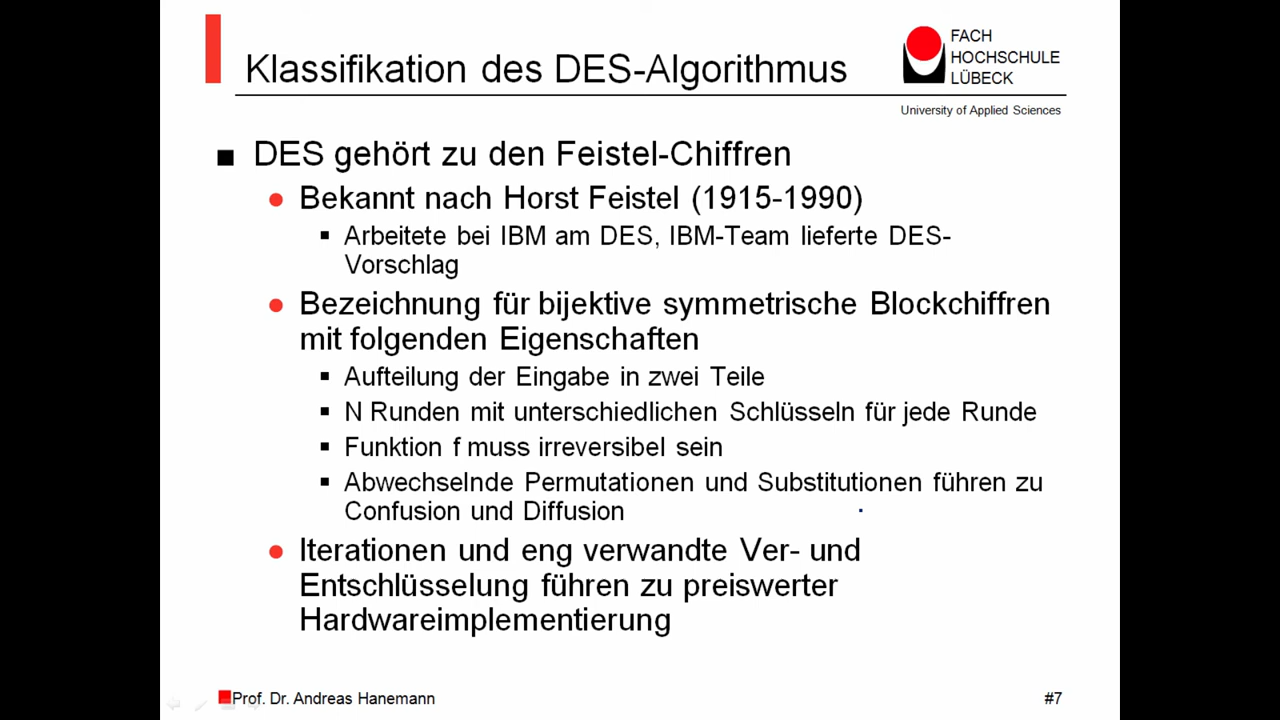 Klassifikation des DES-Algorithmus
FACH
HOCHSCHULE
LÜBECK
University of Applied Sciences
DES gehört zu den Feistel-Chiffren
Bekannt nach Horst Feistel (1915-1990)
Arbeitete bei IBM am DES, IBM-Team lieferte DES-
Vorschlag
Bezeichnung für bijektive symmetrische Blockchiffren
mit folgenden Eigenschaften
Aufteilung der Eingabe in zwei Teile
N Runden mit unterschiedlichen Schlüsseln für jede Runde
Funktion f muss irreversibel sein
Abwechselnde Permutationen und Substitutionen führen zu
Confusion und Diffusion
Iterationen und eng verwandte Ver- und
Entschlüsselung führen zu preiswerter
Hardwareimplementierung
Prof. Dr. Andreas Hanemann
#7